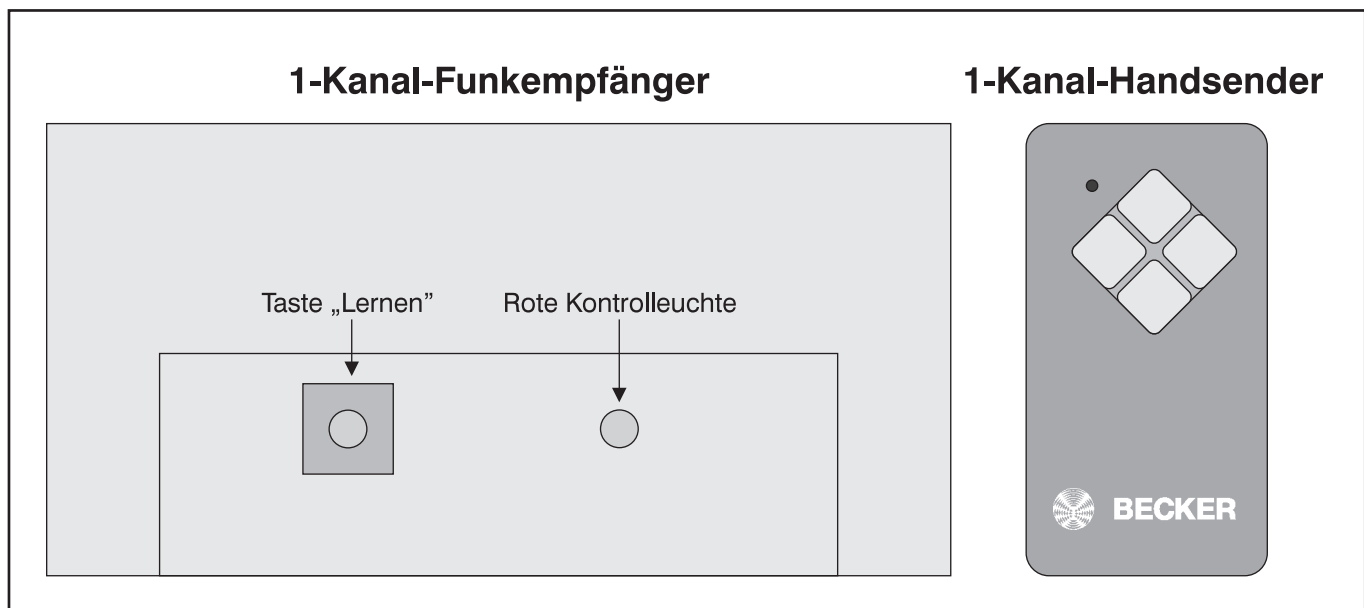 1-Kanal-Funkempfänger
1-Kanal-Handsender
Taste „Lernen”
Rote Kontrolleuchte
BECKER